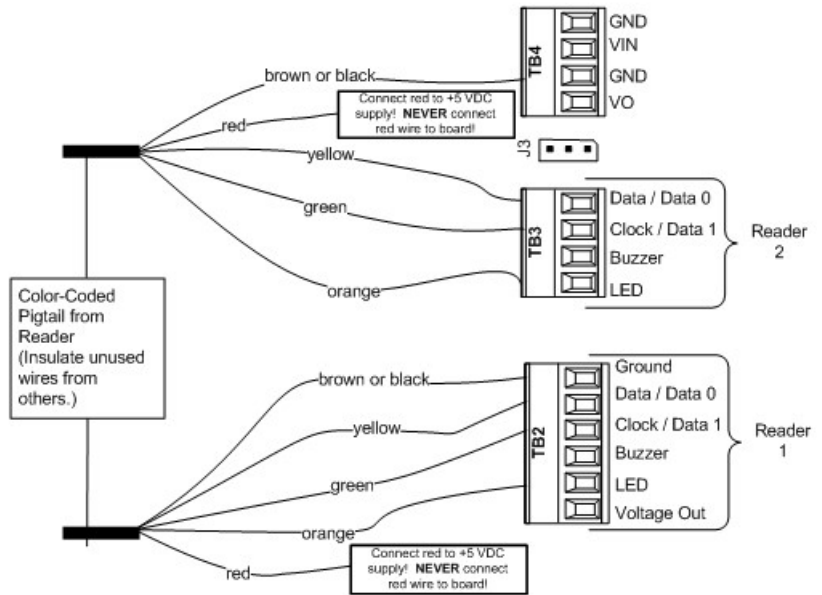 GND
VIN
GND
VO
TB4
brown or black
Connect red to +5 VDC
supply! NEVER connect
red wire to board!
red
J3
yellow
green
orange
TB3
Data / Data 0
Clock / Data 1
Buzzer
LED
Reader
2
Color-Coded
Pigtail from
Reader
(Insulate unused
wires from
others.)
brown or black
yellow
green
orange
red
TB2
Ground
Data / Data 0
Clock / Data 1
Buzzer
LED
Voltage Out
Reader
1
Connect red to +5 VDC
supply! NEVER connect
red wire to board!